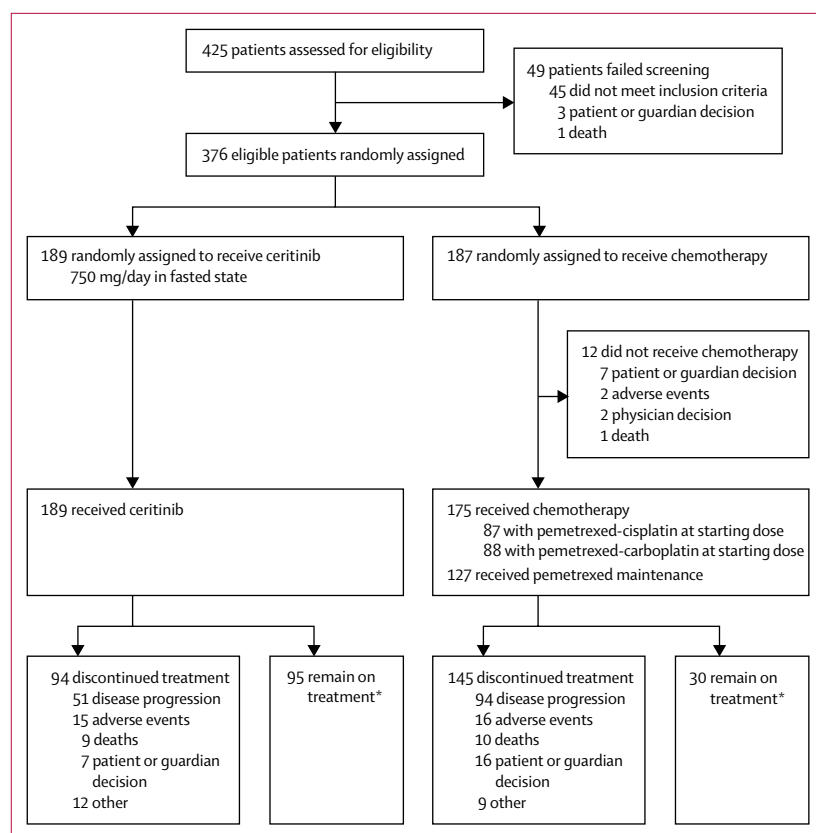 425 patients assessed for eligibility
49 patients failed screening
45 did not meet inclusion criteria
3 patient or guardian decision
1 death
376 eligible patients randomly assigned
189 randomly assigned to receive ceritinib
750 mg/day in fasted state
187 randomly assigned to receive chemotherapy
12 did not receive chemotherapy
7 patient or guardian decision
2 adverse events
2 physician decision
1 death
189 received ceritinib
175 received chemotherapy
87 with pemetrexed-cisplatin at starting dose
88 with pemetrexed-carboplatin at starting dose
127 received pemetrexed maintenance
94 discontinued treatment
51 disease progression
15 adverse events
9 deaths
7 patient or guardian
decision
12 other
95 remain on
treatment*
145 discontinued treatment
94 disease progression
16 adverse events
10 deaths
16 patient or guardian
decision
9 other
30 remain on
treatment*